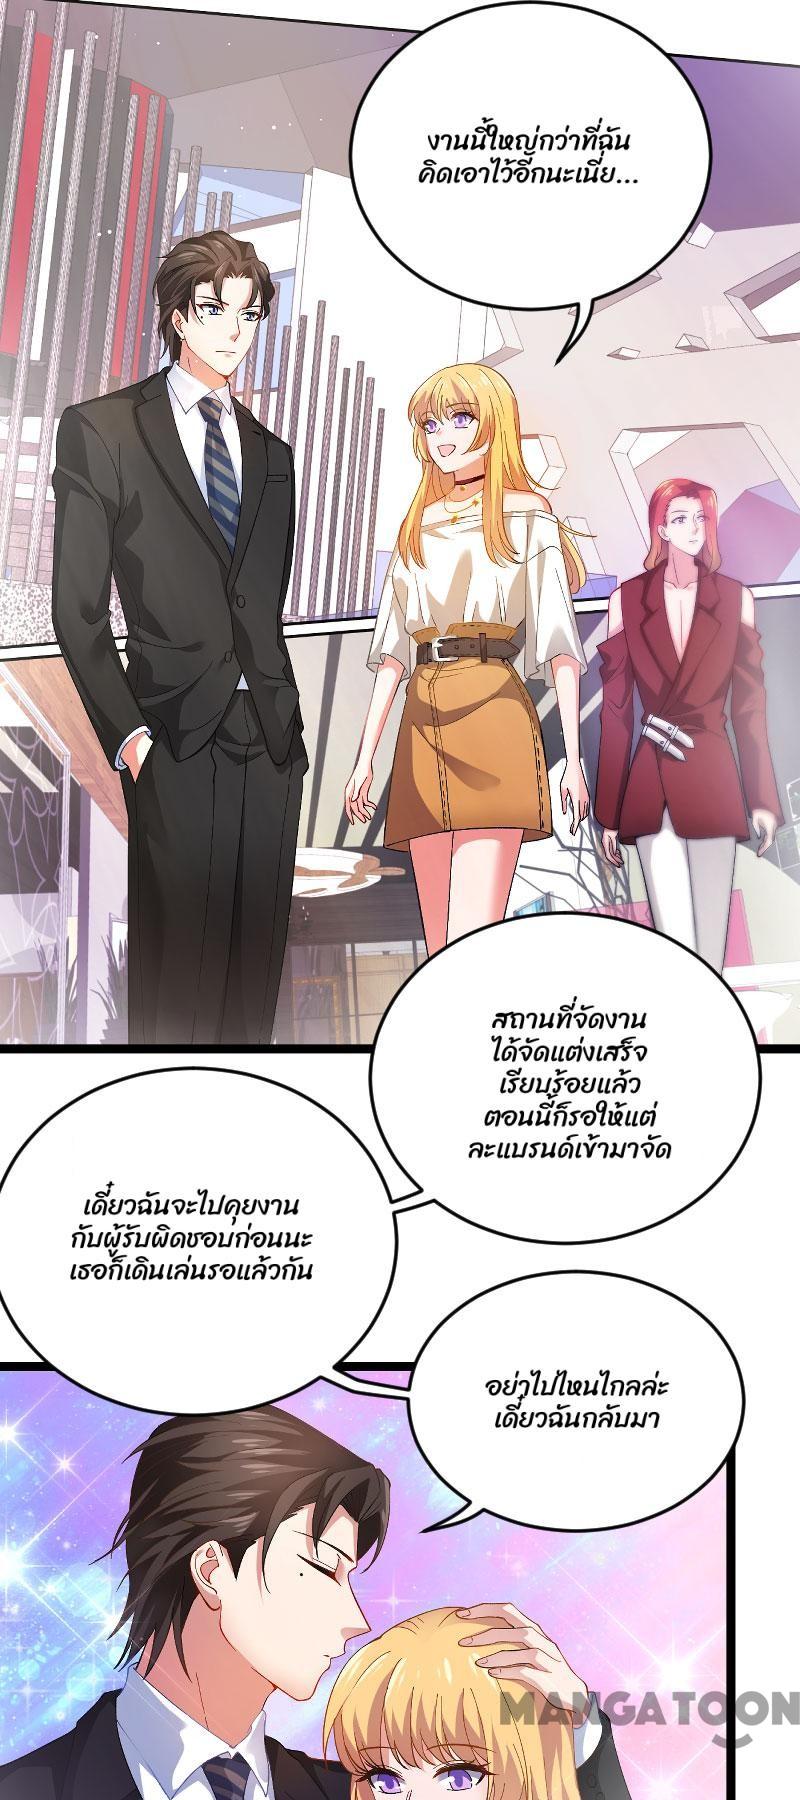 งานนี้ใหญ่กว่าที่ฉัน
คิดเอาไว้อีกนะเนี่ย...
สถานที่จัดงาน
ได้จัดแต่งเสร็จ
เรียบร้อยแล้ว
ตอนนี้ก็รอให้แต่
ละแบรนด์เข้ามาจัด
เดี๋ยวฉันจะไปคุยงาน
กับผู้รับผิดชอบก่อนนะ
เธอก็เดินเล่นรอแล้วกัน
อย่าไปไหนไกลล่ะ
เดี๋ยวฉันกลับมา
MANGATOON